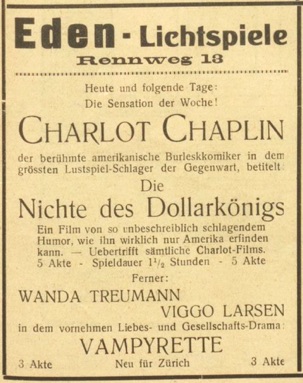 Eden - Lichtspiele
Rennweg 13
Heute und folgende Tage:
Die Sensation der Woche!
CHARLOT CHAPLIN
der berühmte amerikanische Burleskkomiker in dem
grössten Lustspiel-Schlager der Gegenwart, betitelt:
Die
Nichte des Dollarkönigs
Ein Film von so unbeschreiblich schlagendem
Humor, wie ihn wirklich nur Amerika erfinden
kann. — Uebertrifft sämtliche Charlot-Films.
5 Akte - Spieldauer 1½ Stunden - 5 Akte
Ferner:
WANDA TREUMANN
VIGGO LARSEN
in dem vornehmen Liebes- und Gesellschafts-Drama:
VAMPYRETTE
3 Akte Neu für Zürich 3 Akte